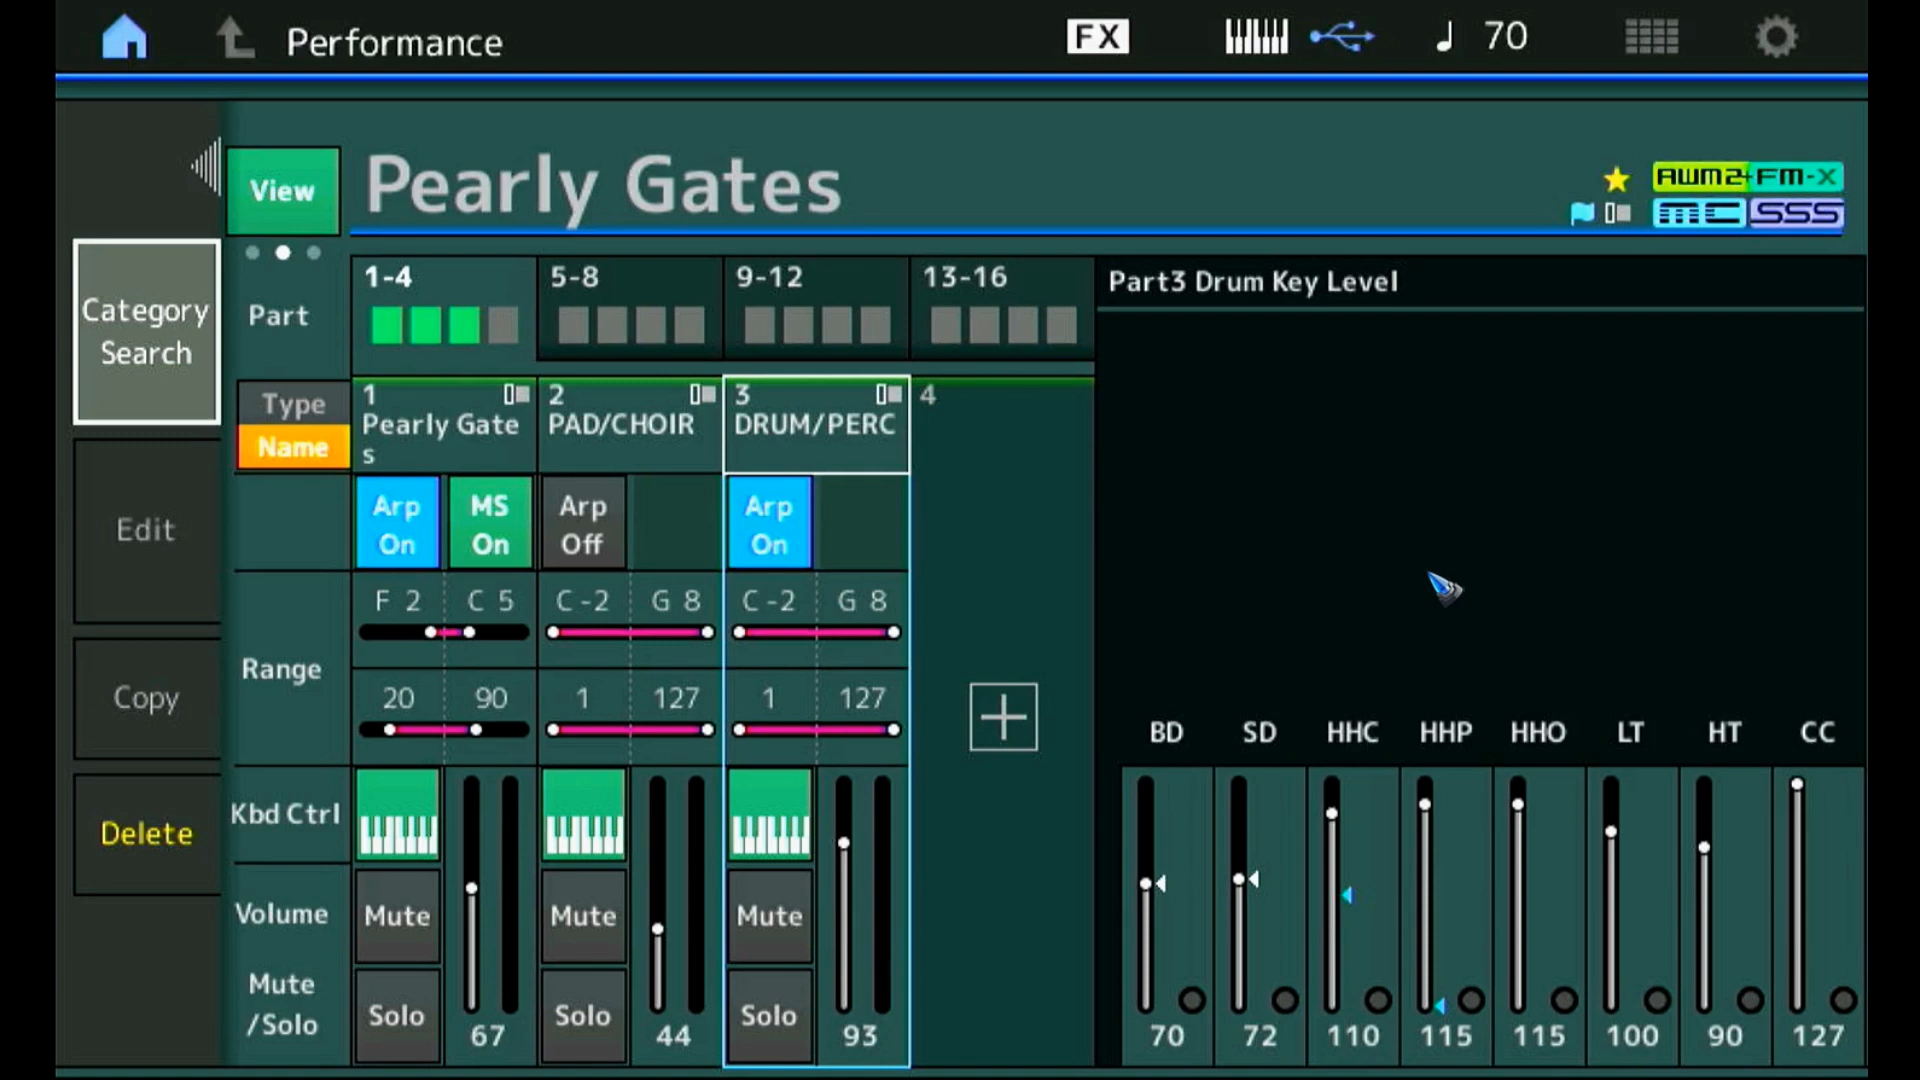 Performance
FX
70
View
Pearly Gates
AWM2+FM-X
MC SSS
Category
Search
Part
1-4
5-8
9-12
13-16
Part3 Drum Key Level
Type
Name
1
Pearly Gate
s
2
PAD/CHOIR
3
DRUM/PERC
4
Edit
Arp
On
MS
On
Arp
Off
Arp
On
Range
F 2 C 5
C -2 G 8
C -2 G 8
20 90
1 127
1 127
Copy
Delete
Kbd Ctrl
Volume
Mute
/Solo
Mute
Mute
Mute
Solo
Solo
Solo
67
44
93
BD SD HHC HHP HHO LT HT CC
70 72 110 115 115 100 90 127